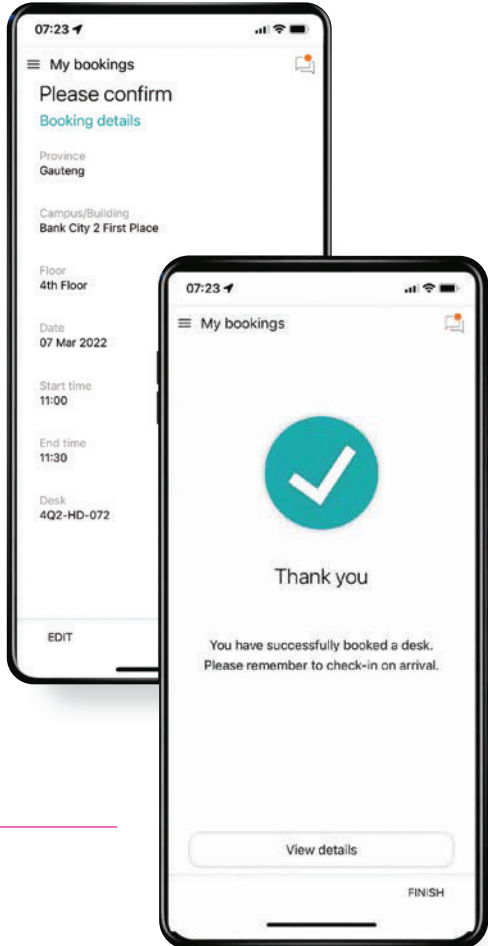 07:23
My bookings
Please confirm
Booking details
Province
Gauteng
Campus/Building
Bank City 2 First Place
Floor
4th Floor
Date
07 Mar 2022
Start time
11:00
End time
11:30
Desk
4Q2-HD-072
EDIT
07:23
My bookings
Thank you
You have successfully booked a desk.
Please remember to check-in on arrival.
View details
FINISH